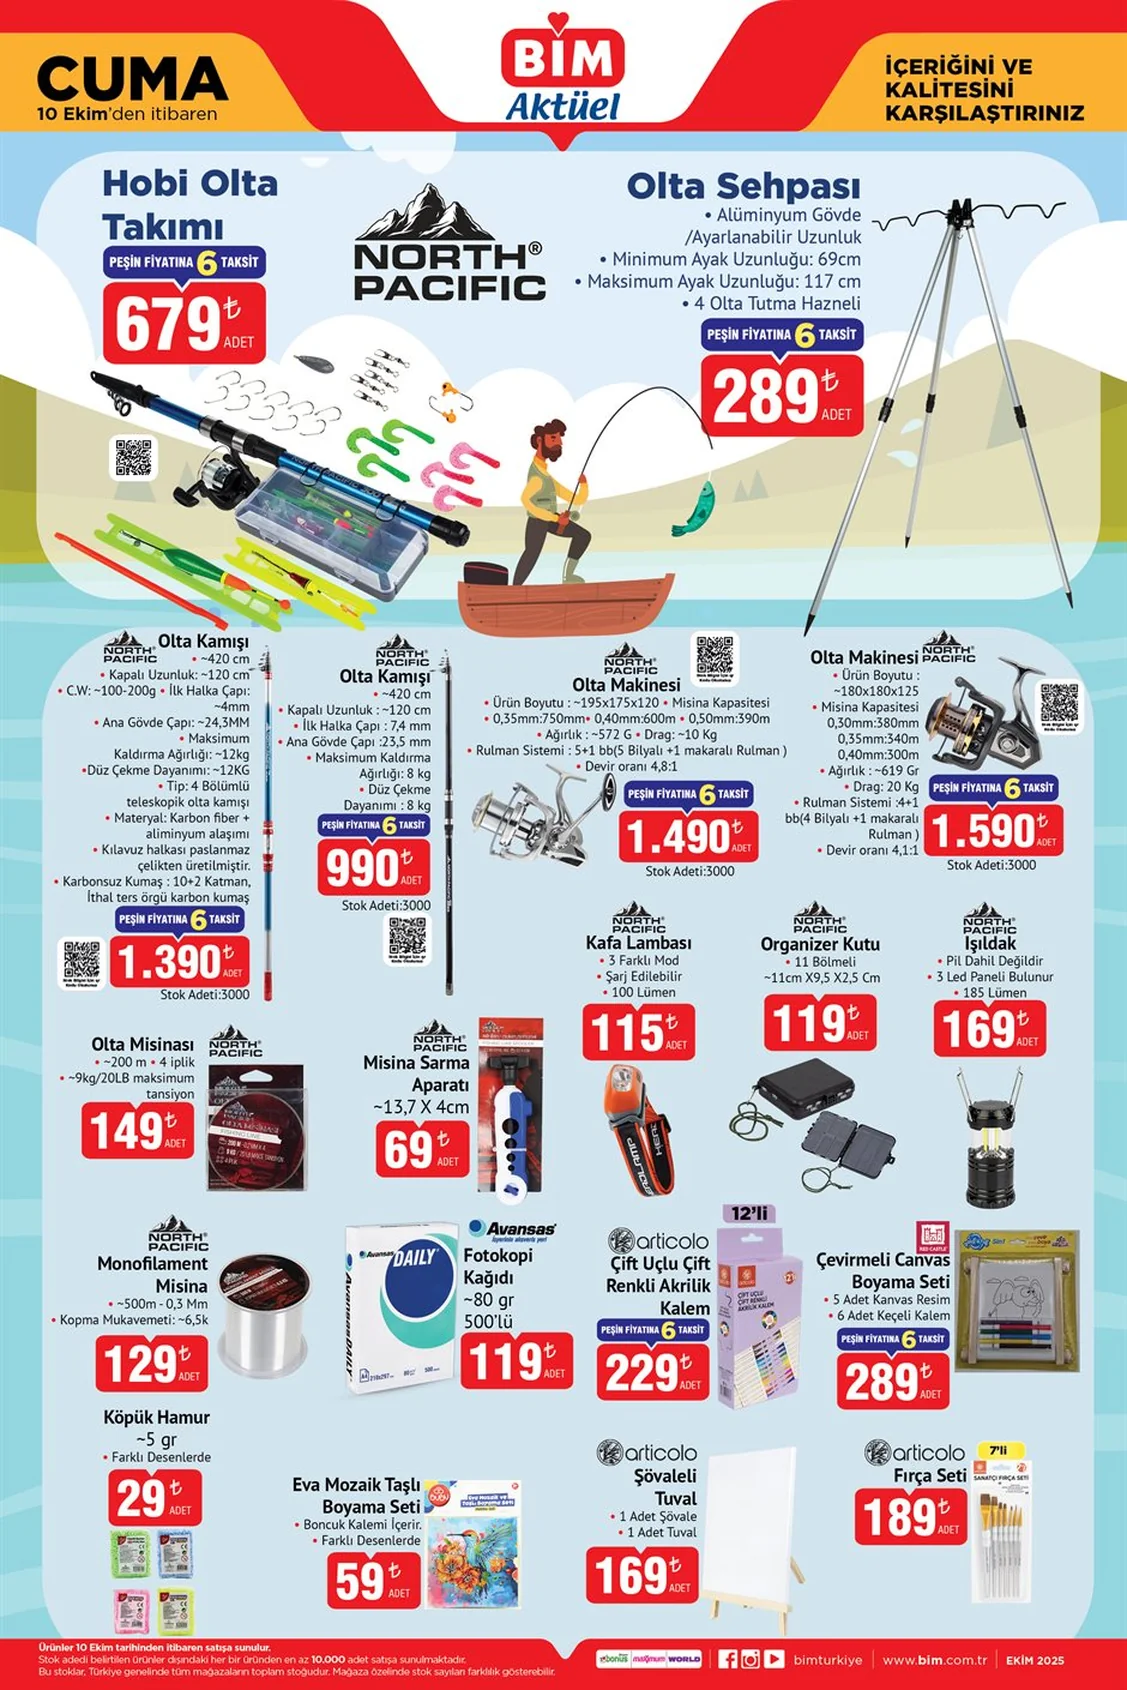 CUMA
10 Ekim'den itibaren
BİM
Aktüel
İÇERİĞİNİ VE
KALİTESİNİ
KARŞILAŞTIRINIZ
Hobi Olta
Takımı
PEŞİN FİYATINA 6 TAKSİT
679₺
ADET
NORTH®
PACIFIC
Olta Sehpası
• Alüminyum Gövde
/Ayarlanabilir Uzunluk
• Minimum Ayak Uzunluğu: 69cm
• Maksimum Ayak Uzunluğu: 117 cm
• 4 Olta Tutma Hazneli
PEŞİN FİYATINA 6 TAKSİT
289₺
ADET
NORTH®
PACIFIC
Olta Kamışı
• ~420 cm
• Kapalı Uzunluk: ~120 cm
• C.W: ~100-200g • İlk Halka Çapı:
~4mm
• Ana Gövde Çapı: ~24,3MM
• Maksimum
Kaldırma Ağırlığı: ~12kg
•Düz Çekme Dayanımı: ~12KG
• Tip: 4 Bölümlü
teleskopik olta kamışı
• Materyal: Karbon fiber +
aliminyum alaşımı
• Kılavuz halkası paslanmaz
çelikten üretilmiştir.
• Karbonsuz Kumaş : 10+2 Katman,
İthal ters örgü karbon kumaş
PEŞİN FİYATINA 6 TAKSİT
1.390₺
ADET
Stok Adeti:3000
NORTH®
PACIFIC
Olta Kamışı
• ~420 cm
• Kapalı Uzunluk: ~120 cm
• İlk Halka Çapı : 7,4 mm
• Ana Gövde Çapı :23,5 mm
• Maksimum Kaldırma
Ağırlığı: 8 kg
• Düz Çekme
Dayanımı : 8 kg
PEŞİN FİYATINA 6 TAKSİT
990₺
ADET
Stok Adeti:3000
NORTH®
PACIFIC
Olta Makinesi
• Ürün Boyutu : ~195x175x120 • Misina Kapasitesi
• 0,35mm:750mm• 0,40mm:600m • 0,50mm:390m
• Ağırlık : ~572 G • Drag: ~10 Kg
• Rulman Sistemi : 5+1 bb(5 Bilyalı +1 makaralı Rulman )
• Devir oranı 4,8:1
PEŞİN FİYATINA 6 TAKSİT
1.490₺
ADET
Stok Adeti:3000
Olta Makinesi
NORTH®
PACIFIC
• Ürün Boyutu :
~180x180x125
• Misina Kapasitesi
0,30mm:380mm
0,35mm:340m
0,40mm:300m
• Ağırlık : ~619 Gr
• Drag: 20 Kg
• Rulman Sistemi :4+1
bb(4 Bilyalı +1 makaralı
Rulman )
• Devir oranı 4,1:1
PEŞİN FİYATINA 6 TAKSİT
1.590₺
ADET
Stok Adeti:3000
NORTH®
PACIFIC
Kafa Lambası
• 3 Farklı Mod
• Şarj Edilebilir
• 100 Lümen
115₺
ADET
NORTH®
PACIFIC
Organizer Kutu
• 11 Bölmeli
~11cm X9,5 X2,5 Cm
119₺
ADET
NORTH®
PACIFIC
Işıldak
• Pil Dahil Değildir
• 3 Led Paneli Bulunur
• 185 Lümen
169₺
ADET
Olta Misinası
NORTH®
PACIFIC
• ~200 m • 4 iplik
• ~9kg/20LB maksimum
tansiyon
149₺
ADET
NORTH®
PACIFIC
Misina Sarma
Aparatı
~13,7 X 4cm
69₺
ADET
NORTH®
PACIFIC
Monofilament
Misina
• ~500m - 0,3 Mm
• Kopma Mukavemeti: ~6,5k
129₺
ADET
Avansas
DAILY
Avansas®
Fotokopi
Kağıdı
~80 gr
500'lü
119₺
ADET
articolo
Çift Uçlu Çift
Renkli Akrilik
Kalem
PEŞİN FİYATINA 6 TAKSİT
229₺
ADET
12'li
ÇİFT UÇLU
ÇİFT RENKLİ
AKRİLİK KALEM
RED CASTLE
Çevirmeli Canvas
Boyama Seti
• 5 Adet Kanvas Resim
• 6 Adet Keçeli Kalem
PEŞİN FİYATINA 6 TAKSİT
289₺
ADET
Köpük Hamur
~5 gr
• Farklı Desenlerde
29₺
ADET
Eva Mozaik Taşlı
Boyama Seti
• Boncuk Kalemi İçerir.
• Farklı Desenlerde
59₺
ADET
articolo
Şövaleli
Tuval
• 1 Adet Şövale
• 1 Adet Tuval
169₺
ADET
articolo
Fırça Seti
189₺
ADET
7'li
SANATÇI FIRÇA SETİ
Ürünler 10 Ekim tarihinden itibaren satışa sunulur.
Stok adedi belirtilen ürünler dışındaki her bir üründen en az 10.000 adet satışa sunulmaktadır.
Bu stoklar, Türkiye genelinde tüm mağazaların toplam stoğudur. Mağaza özelinde stok sayıları farklılık gösterebilir.
bonus
maximum
WORLD
bimturkiye
www.bim.com.tr
EKİM 2025